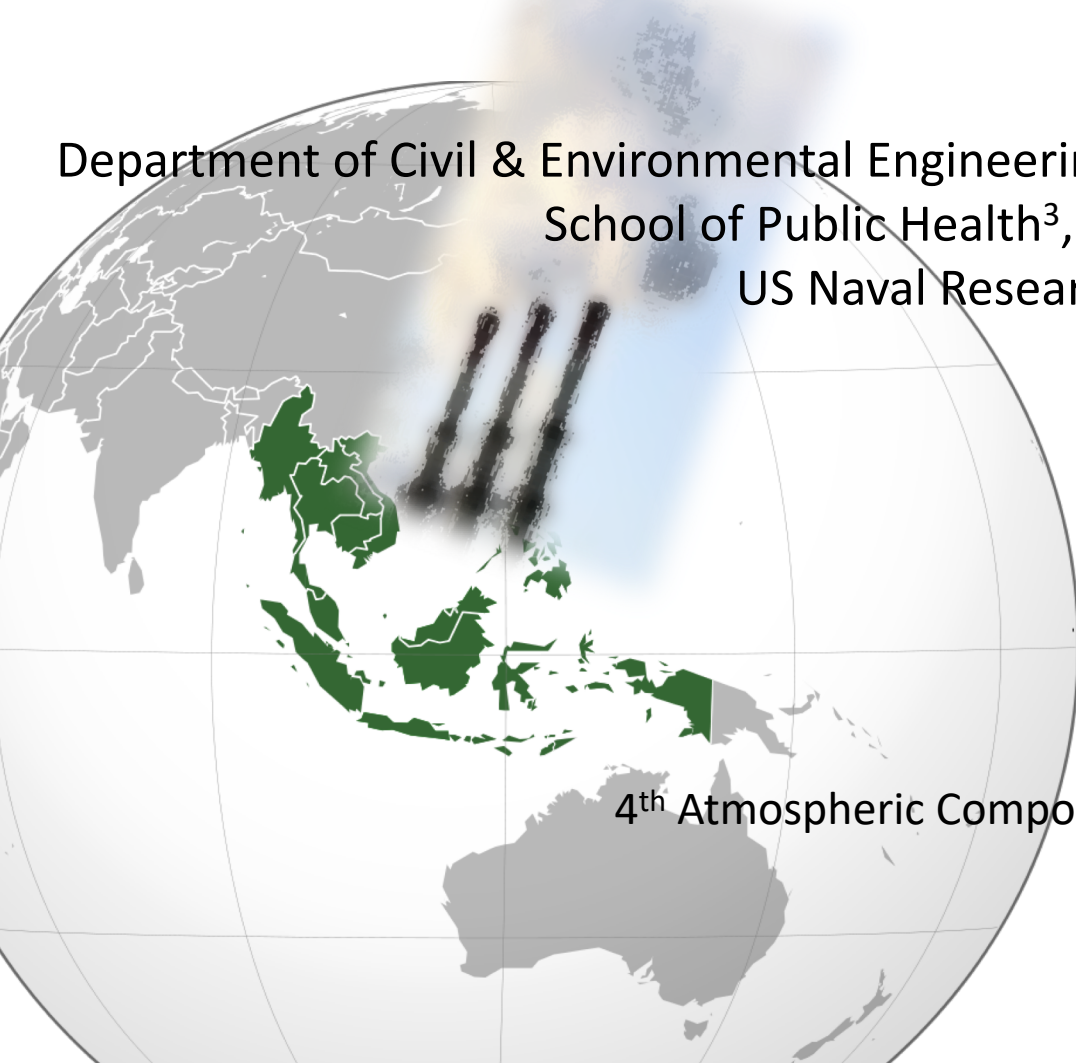 Department of Civil & Environmental Engineerin
School of Public Health³,
US Naval Resear
4ᵗʰ Atmospheric Compo